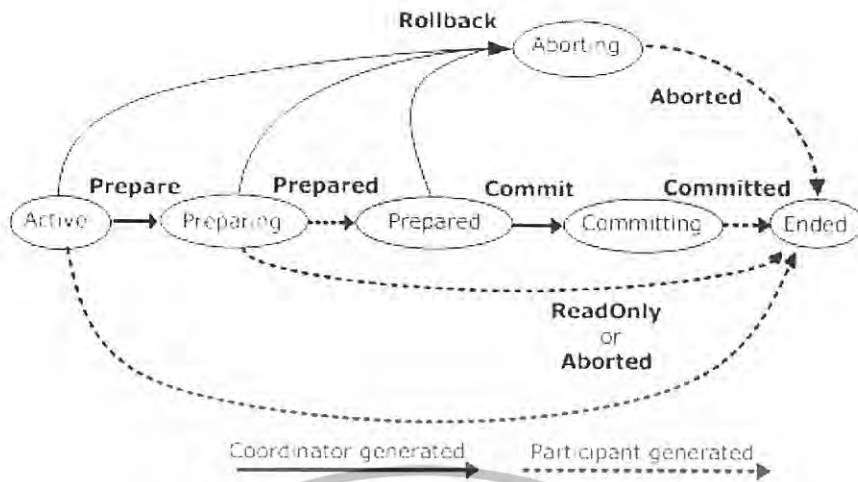 Rollback
Aborting
Aborted
Prepare
Prepared
Commit
Committed
Active
Preparing
Prepared
Committing
Ended
ReadOnly
or
Aborted
Coordinator generated
Participant generated